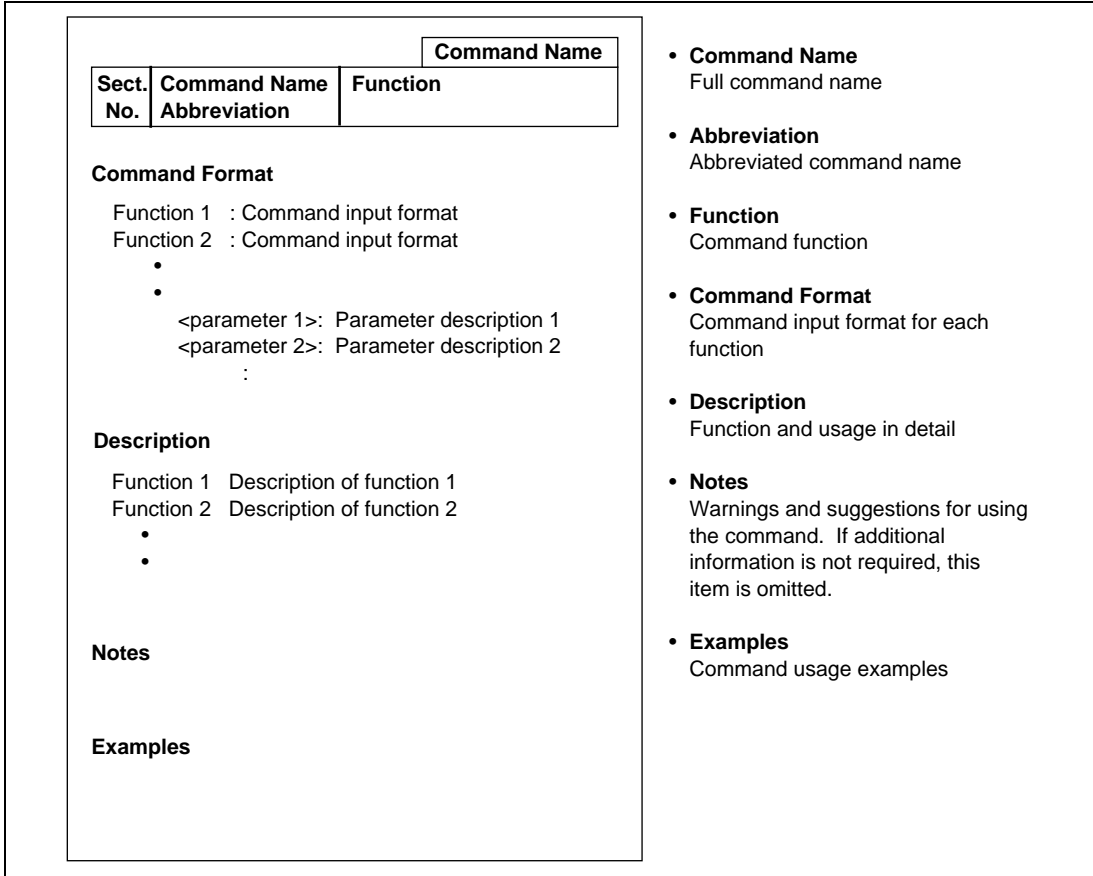 Command Name
Sect. Command Name Function
No. Abbreviation
Command Format
Function 1 : Command input format
Function 2 : Command input format
•
•
<parameter 1>: Parameter description 1
<parameter 2>: Parameter description 2
:
Description
Function 1 Description of function 1
Function 2 Description of function 2
•
•
Notes
Examples
• Command Name
Full command name
• Abbreviation
Abbreviated command name
• Function
Command function
• Command Format
Command input format for each
function
• Description
Function and usage in detail
• Notes
Warnings and suggestions for using
the command. If additional
information is not required, this
item is omitted.
• Examples
Command usage examples